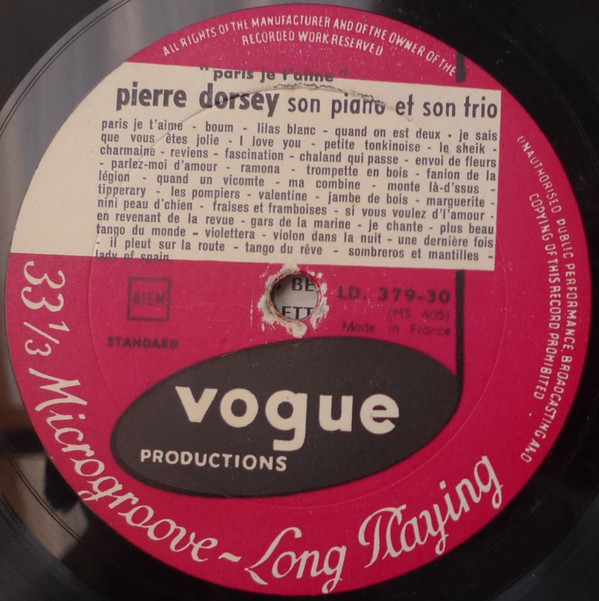 ALL RIGHTS OF THE MANUFACTURER AND OF THE OWNER OF THE
RECORDED WORK RESERVED
UNAUTHORISED PUBLIC PERFORMANCE BROADCASTING AND
COPYING OF THIS RECORD PROHIBITED
"paris je t'aime"
pierre dorsey son piano et son trio
paris je t'aime - boum - lilas blanc - quand on est deux - je sais
que vous êtes jolie - I love you - petite tonkinoise - le sheik -
charmaine - reviens - fascination - chaland qui passe - envoi de fleurs
- parlez-moi d'amour - ramona - trompette en bois - fanion de la
légion - quand un vicomte - ma combine - monte là-d'ssus -
tipperary - les pompiers - valentine - jambe de bois - marguerite -
nini peau d'chien - fraises et framboises - si vous voulez d'l'amour -
en revenant de la revue - gars de la marine - je chante - plus beau
tango du monde - violettera - violon dans la nuit - une dernière fois
- il pleut sur la route - tango du rêve - sombreros et mantilles -
lady of spain
BIEM
STANDARD
BE
ETT
LD. 379-30
(MS. 405)
Made in France
vogue
PRODUCTIONS
33 1/3 Microgroove - Long Playing